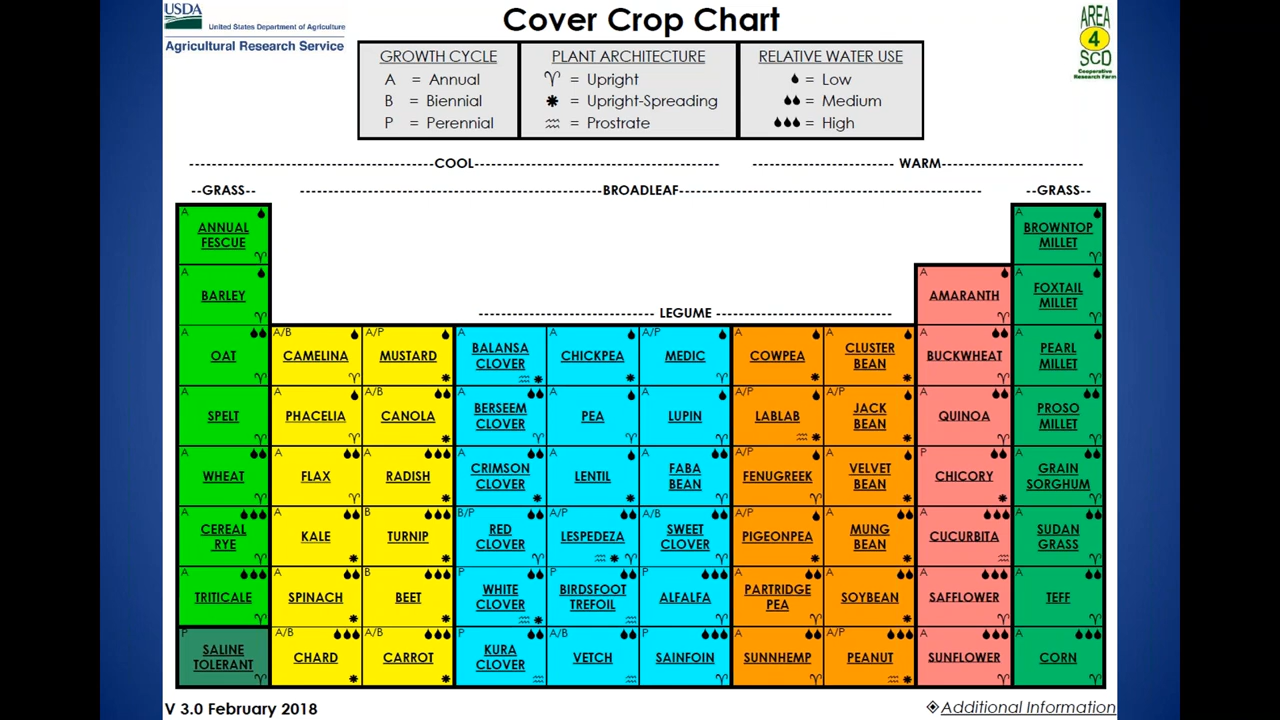 USDA
United States Department of Agriculture
Agricultural Research Service
Cover Crop Chart
AREA
4
SCD
Cooperative
Research Farm
GROWTH CYCLE
A = Annual
B = Biennial
P = Perennial
PLANT ARCHITECTURE
= Upright
= Upright-Spreading
= Prostrate
RELATIVE WATER USE
= Low
= Medium
= High
COOL
WARM
--GRASS--
BROADLEAF
--GRASS--
LEGUME
A
ANNUAL
FESCUE
A
BROWNTOP
MILLET
A
BARLEY
A
AMARANTH
A
FOXTAIL
MILLET
A
OAT
A/B
CAMELINA
A/P
MUSTARD
A
BALANSA
CLOVER
A
CHICKPEA
A/P
MEDIC
A
COWPEA
A
CLUSTER
BEAN
A
BUCKWHEAT
A
PEARL
MILLET
A
SPELT
A
PHACELIA
A/B
CANOLA
A
BERSEEM
CLOVER
A
PEA
A
LUPIN
A/P
LABLAB
A/P
JACK
BEAN
A
QUINOA
A
PROSO
MILLET
A
WHEAT
A
FLAX
A
RADISH
A
CRIMSON
CLOVER
A
LENTIL
A
FABA
BEAN
A/P
FENUGREEK
A/P
VELVET
BEAN
P
CHICORY
A
GRAIN
SORGHUM
A
CEREAL
RYE
A
KALE
B
TURNIP
B/P
RED
CLOVER
A/P
LESPEDEZA
A/B
SWEET
CLOVER
A/P
PIGEONPEA
A
MUNG
BEAN
A
CUCURBITA
A
SUDAN
GRASS
A
TRITICALE
A
SPINACH
B
BEET
P
WHITE
CLOVER
P
BIRDSFOOT
TREFOIL
P
ALFALFA
A
PARTRIDGE
PEA
A
SOYBEAN
A
SAFFLOWER
A
TEFF
P
SALINE
TOLERANT
A/B
CHARD
A/B
CARROT
P
KURA
CLOVER
A/B
VETCH
P
SAINFOIN
A
SUNNHEMP
A/P
PEANUT
A
SUNFLOWER
A
CORN
V 3.0 February 2018
Additional Information